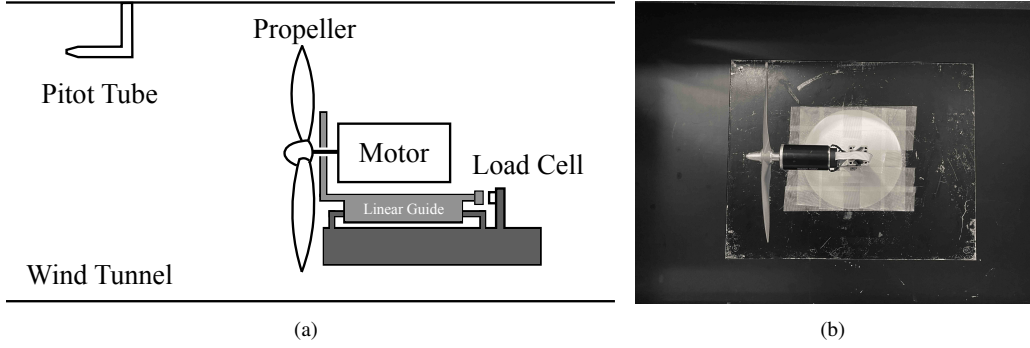 Propeller
Pitot Tube
Motor
Load Cell
Linear Guide
Wind Tunnel
(a)
(b)